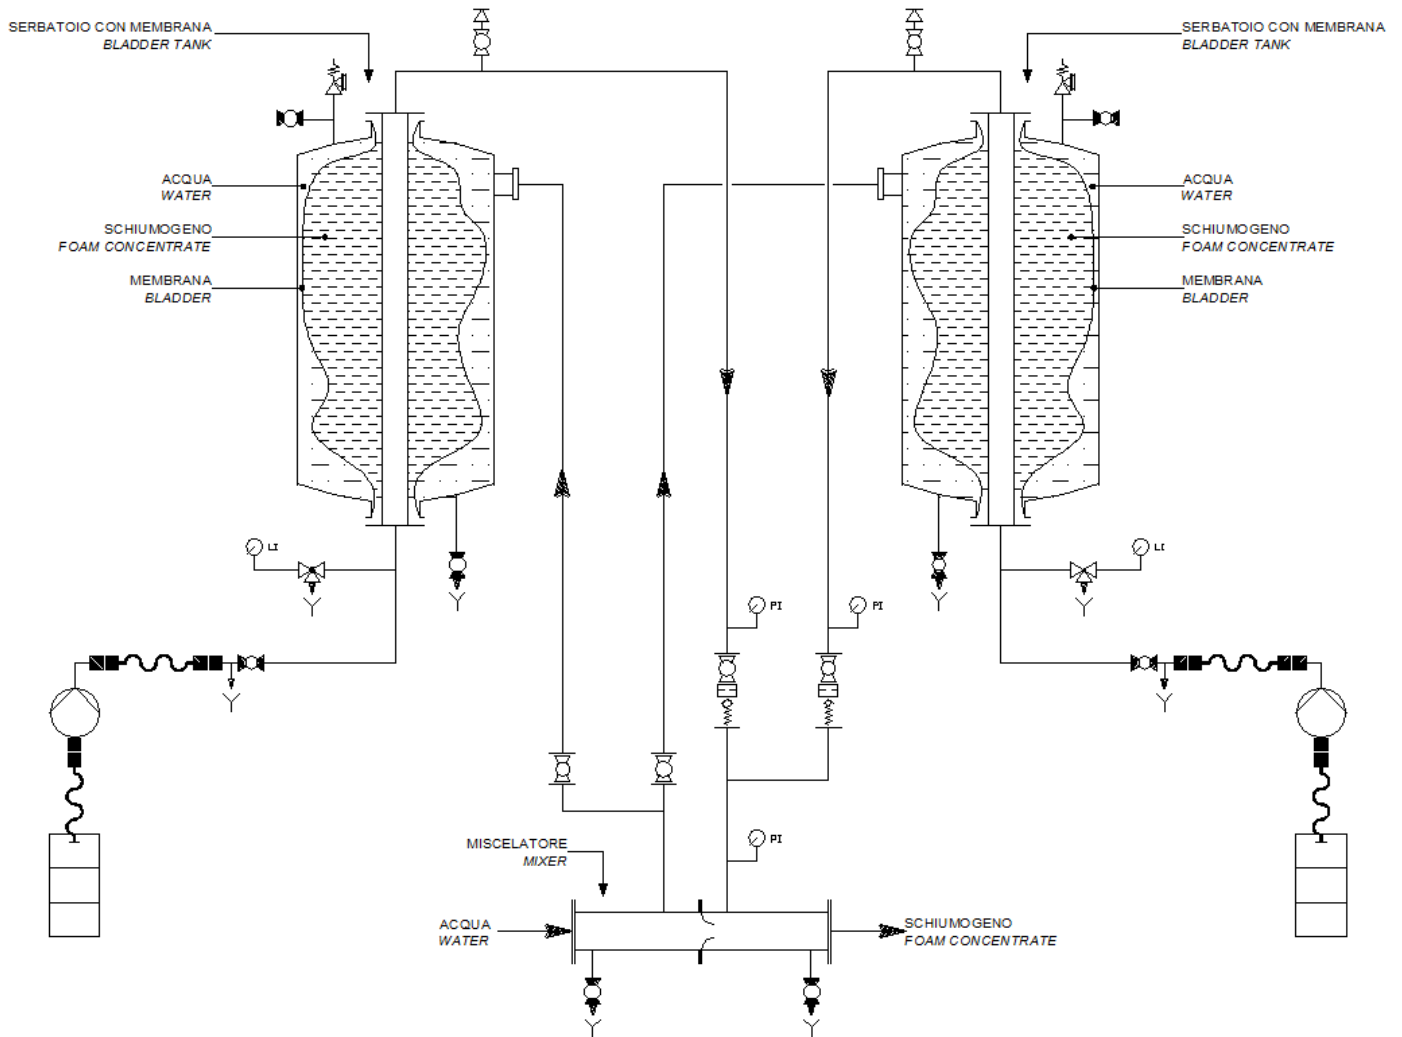 SERBATOIO CON MEMBRANA
BLADDER TANK
SERBATOIO CON MEMBRANA
BLADDER TANK
ACQUA
WATER
SCHIUMOGENO
FOAM CONCENTRATE
MEMBRANA
BLADDER
ACQUA
WATER
SCHIUMOGENO
FOAM CONCENTRATE
MEMBRANA
BLADDER
LI
LI
PI
PI
PI
MISCELATORE
MIXER
ACQUA
WATER
SCHIUMOGENO
FOAM CONCENTRATE